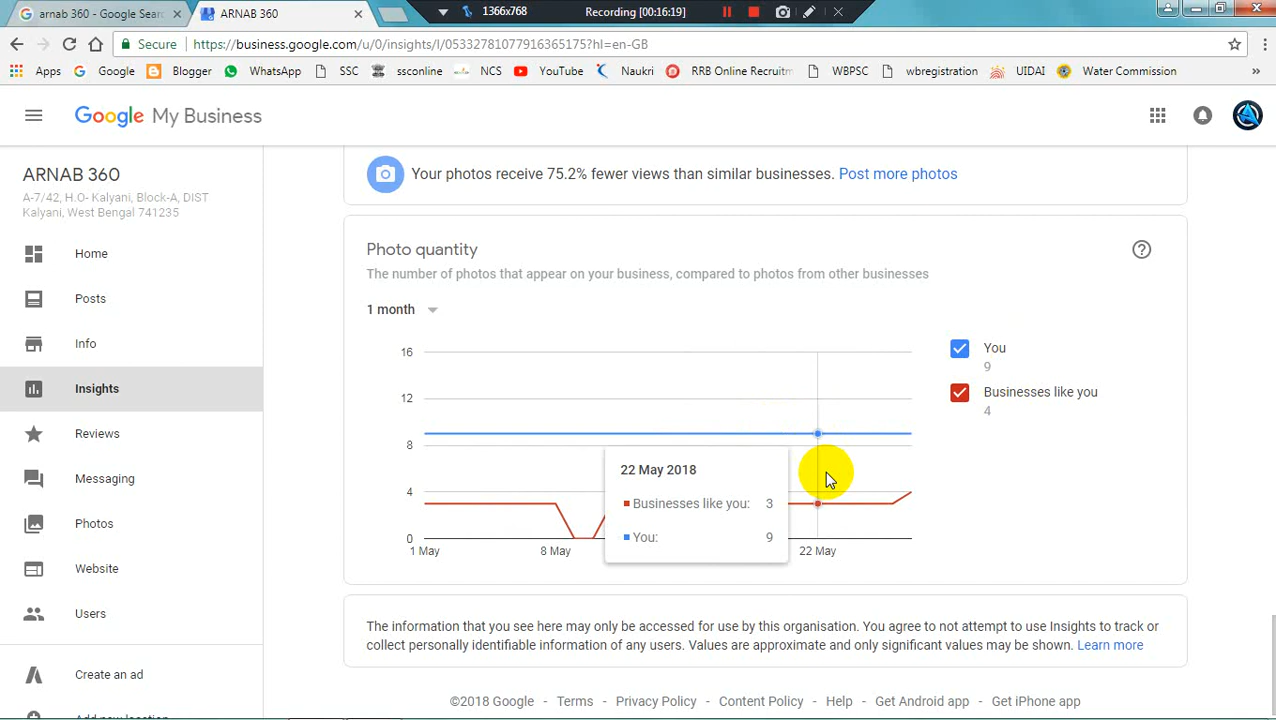 arnab 360 - Google Searc
ARNAB 360
1366x768
Recording [00:16:19]
Secure
https://business.google.com/u/0/insights/l/05332781077916365175?hl=en-GB
Apps Google Blogger WhatsApp SSC ssconline NCS YouTube Naukri RRB Online Recruitm WBPSC wbregistration UIDAI Water Commission »
Google My Business
ARNAB 360
A-7/42, H.O- Kalyani, Block-A, DIST
Kalyani, West Bengal 741235
Home
Posts
Info
Insights
Reviews
Messaging
Photos
Website
Users
Create an ad
Add new location
Your photos receive 75.2% fewer views than similar businesses. Post more photos
Photo quantity
The number of photos that appear on your business, compared to photos from other businesses
1 month
16
12
8
4
0
1 May 8 May 22 May
22 May 2018
Businesses like you: 3
You: 9
You
9
Businesses like you
4
The information that you see here may only be accessed for use by this organisation. You agree to not attempt to use Insights to track or
collect personally identifiable information of any users. Values are approximate and only significant values may be shown. Learn more
©2018 Google - Terms - Privacy Policy - Content Policy - Help - Get Android app - Get iPhone app